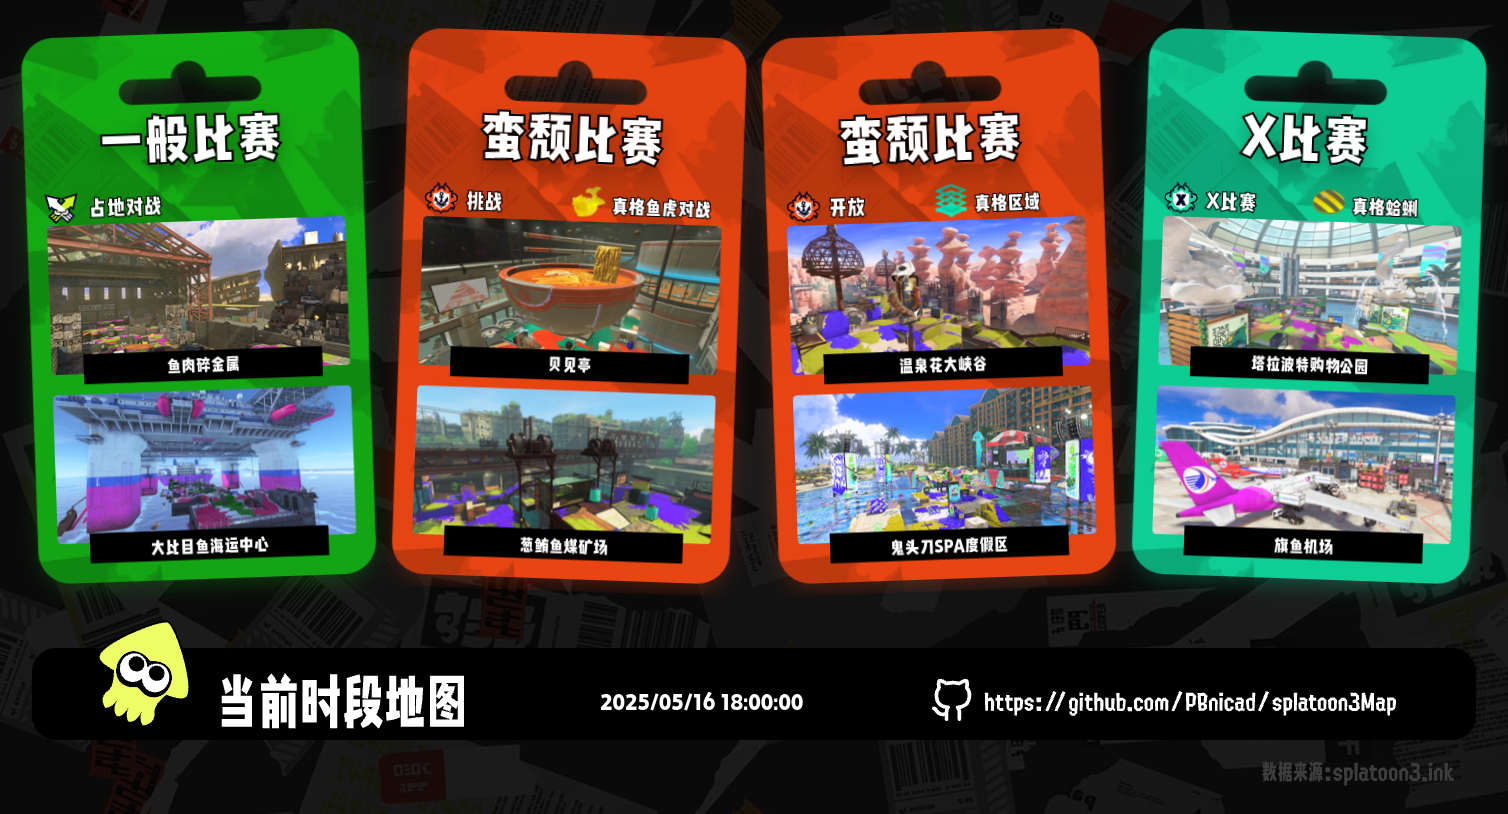 一般比赛
占地对战
鱼肉碎金属
大比目鱼海运中心
蛮颓比赛
挑战
真格鱼虎对战
贝见亭
葱鲔鱼煤矿场
蛮颓比赛
开放
真格区域
温泉花大峡谷
鬼头刀SPA度假区
X比赛
X比赛
真格蛤蜊
塔拉波特购物公园
旗鱼机场
当前时段地图
2025/05/16 18:00:00
https://github.com/PBnicad/splatoon3Map
数据来源:splatoon3.ink